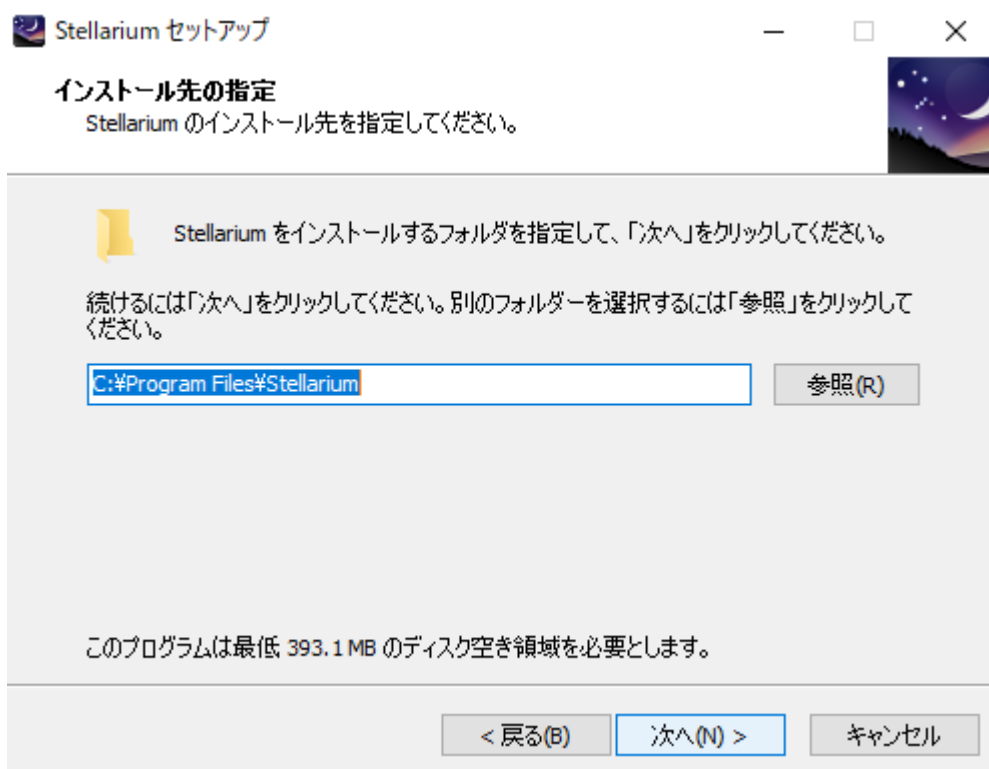 Stellarium セットアップ
インストール先の指定
Stellarium のインストール先を指定してください。
Stellarium をインストールするフォルダを指定して、「次へ」をクリックしてください。
続けるには「次へ」をクリックしてください。別のフォルダーを選択するには「参照」をクリックして
ください。
C:¥Program Files¥Stellarium
参照(R)
このプログラムは最低 393.1 MB のディスク空き領域を必要とします。
< 戻る(B)
次へ(N) >
キャンセル